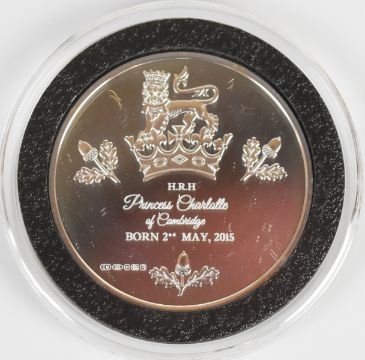 H.R.H
Princess Charlotte
of Cambridge
BORN 2nd MAY, 2015